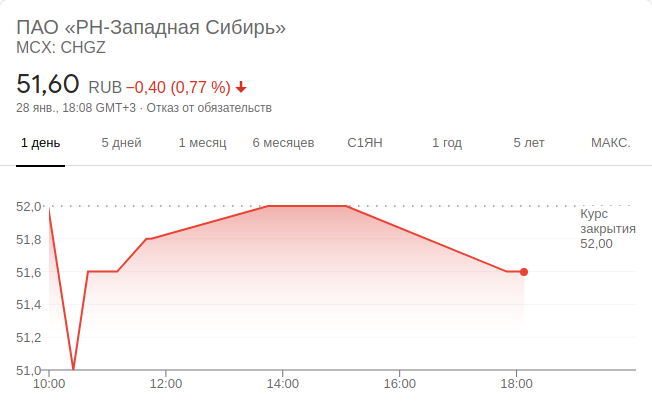 ПАО «РН-Западная Сибирь»
MCX: CHGZ
51,60 RUB −0,40 (0,77 %)
28 янв., 18:08 GMT+3 · Отказ от обязательств
1 день 5 дней 1 месяц 6 месяцев С1ЯН 1 год 5 лет МАКС.
52,0
Курс
закрытия
52,00
51,8
51,6
51,4
51,2
51,0
10:00 12:00 14:00 16:00 18:00